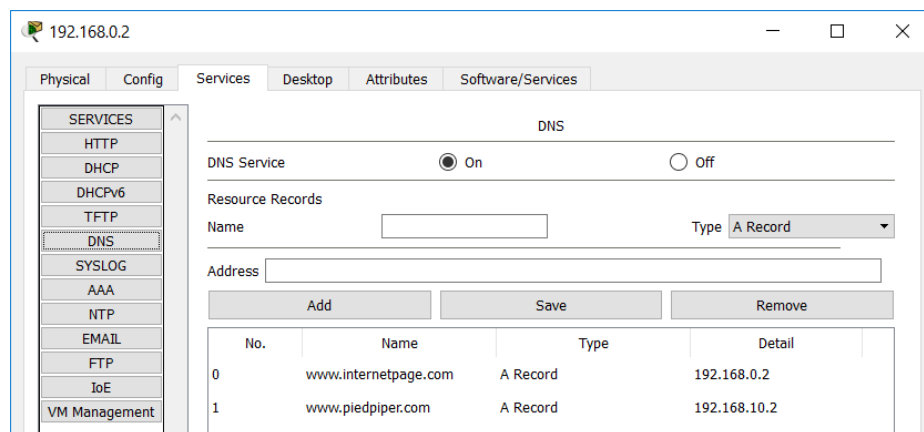 192.168.0.2
Physical Config Services Desktop Attributes Software/Services
SERVICES
HTTP
DHCP
DHCPv6
TFTP
DNS
SYSLOG
AAA
NTP
EMAIL
FTP
IoE
VM Management
DNS
DNS Service On Off
Resource Records
Name Type A Record
Address
Add Save Remove
No. Name Type Detail
0 www.internetpage.com A Record 192.168.0.2
1 www.piedpiper.com A Record 192.168.10.2